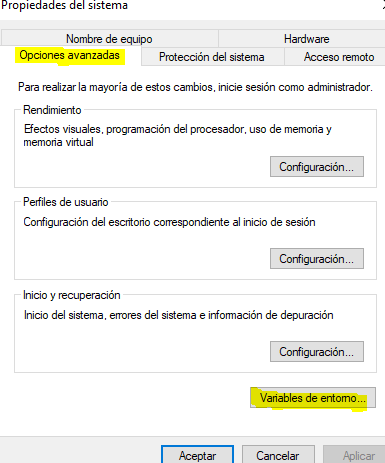 Propiedades del sistema
Nombre de equipo
Hardware
Opciones avanzadas
Protección del sistema
Acceso remoto
Para realizar la mayoría de estos cambios, inicie sesión como administrador.
Rendimiento
Efectos visuales, programación del procesador, uso de memoria y
memoria virtual
Configuración...
Perfiles de usuario
Configuración del escritorio correspondiente al inicio de sesión
Configuración...
Inicio y recuperación
Inicio del sistema, errores del sistema e información de depuración
Configuración...
Variables de entorno...
Aceptar
Cancelar
Aplicar